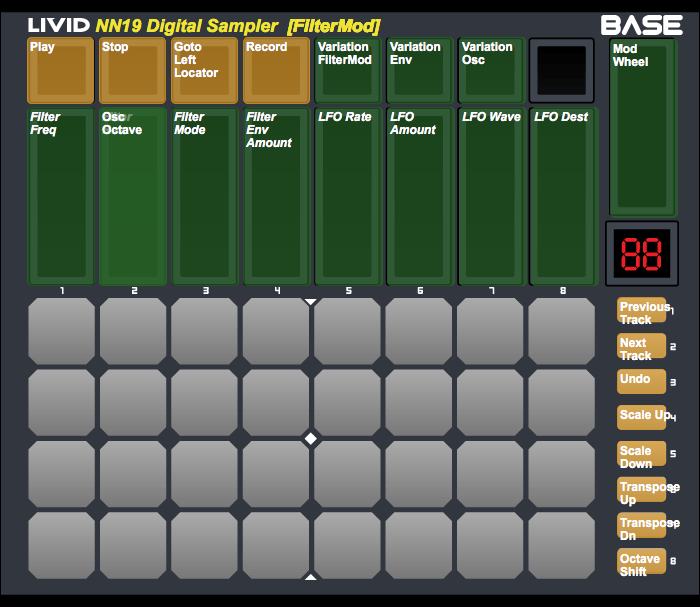 LIVID NN19 Digital Sampler [FilterMod] BASE
Play
Stop
Goto
Left
Locator
Record
Variation
FilterMod
Variation
Env
Variation
Osc
Mod
Wheel
Filter
Freq
Osc
Octave
Filter
Mode
Filter
Env
Amount
LFO Rate
LFO
Amount
LFO Wave
LFO Dest
88
1 2 3 4 5 6 7 8
Previous
Track
1
Next
Track
2
Undo
3
Scale Up
4
Scale
Down
5
Transpose
Up
Transpose
Dn
Octave
Shift
8